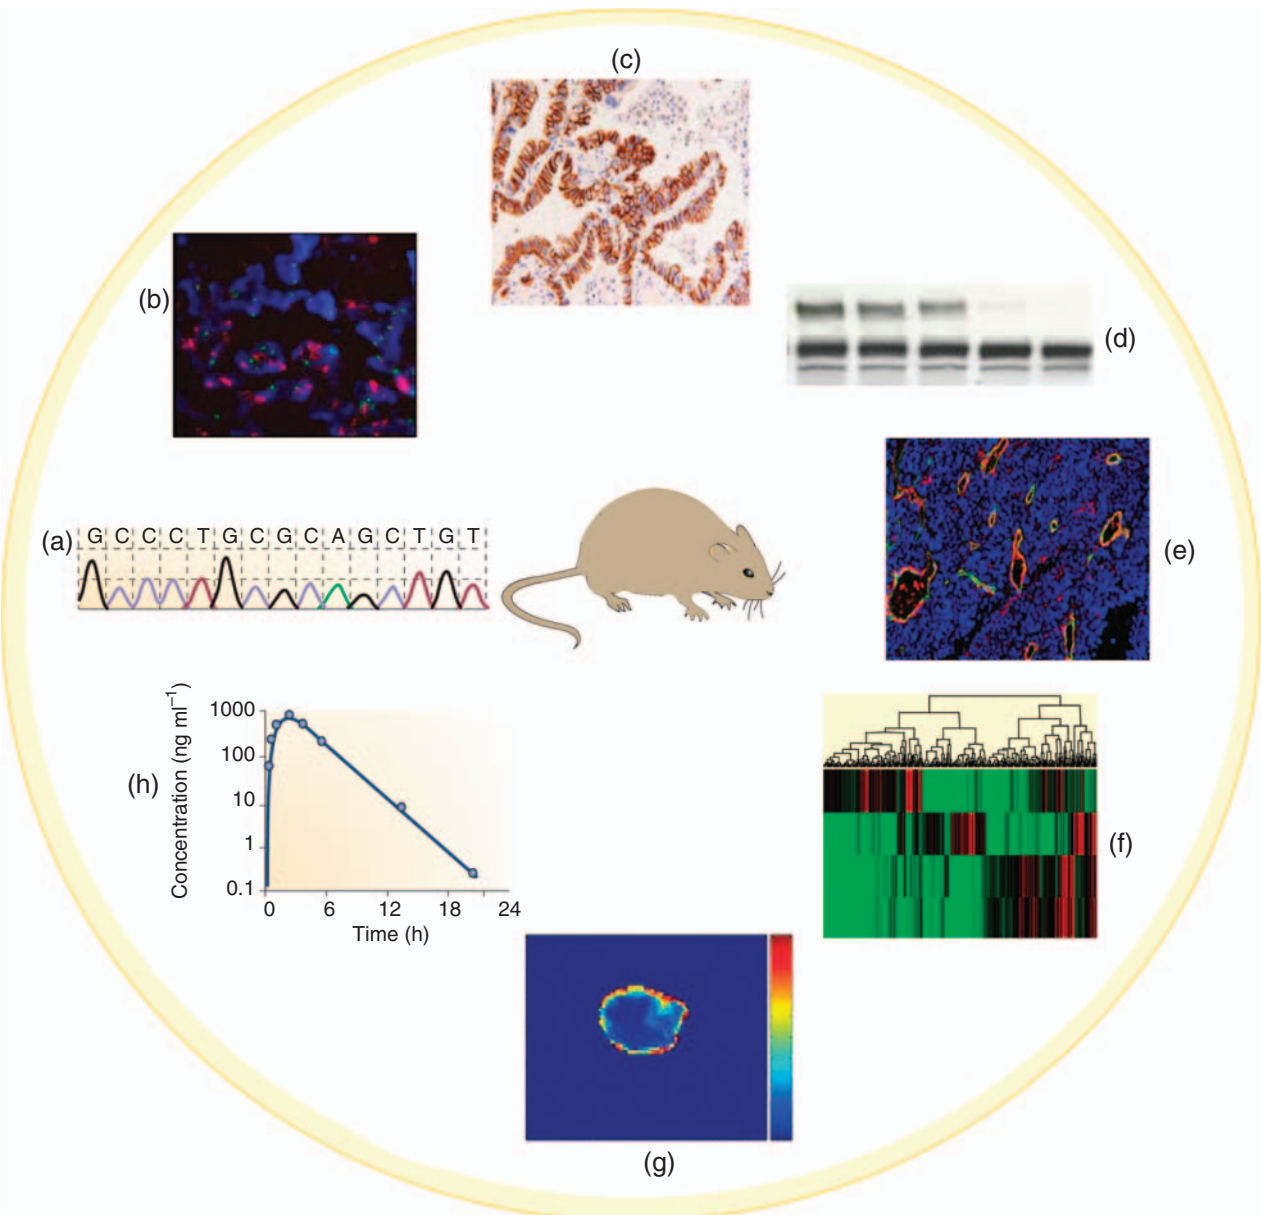 (c)
(b)
(d)
(a)
G C C C T G C G C A G C T G T
(e)
(h)
Concentration (ng ml⁻¹)
1000
100
10
1
0.1
0 6 12 18 24
Time (h)
(f)
(g)